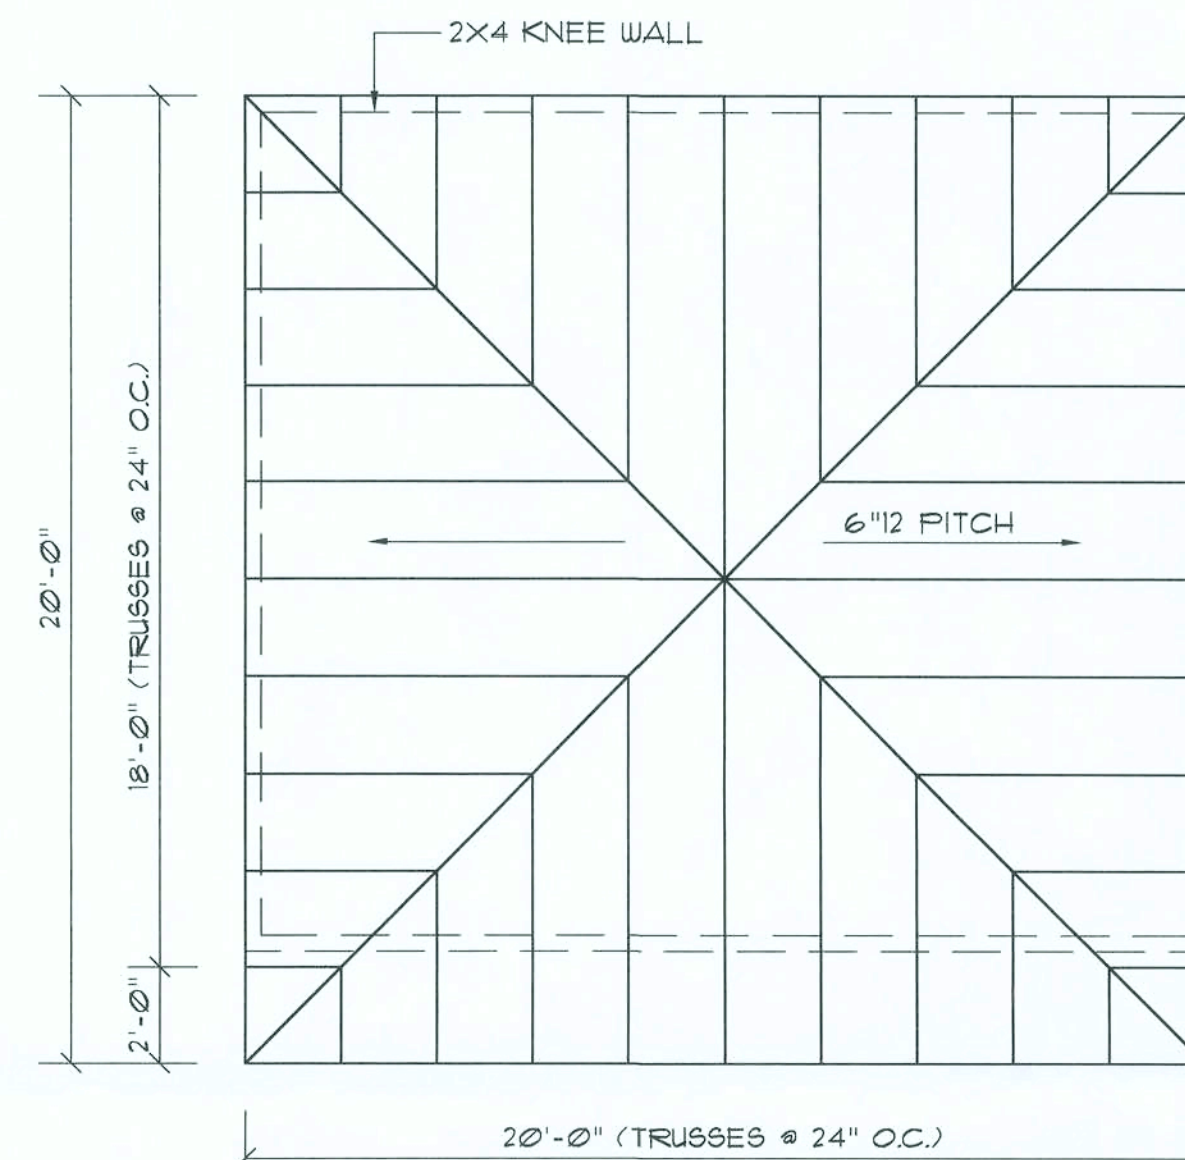 2X4 KNEE WALL
20'-0"
18'-0" (TRUSSES @ 24" O.C.)
6"12 PITCH
2'-0"
20'-0" (TRUSSES @ 24" O.C.)